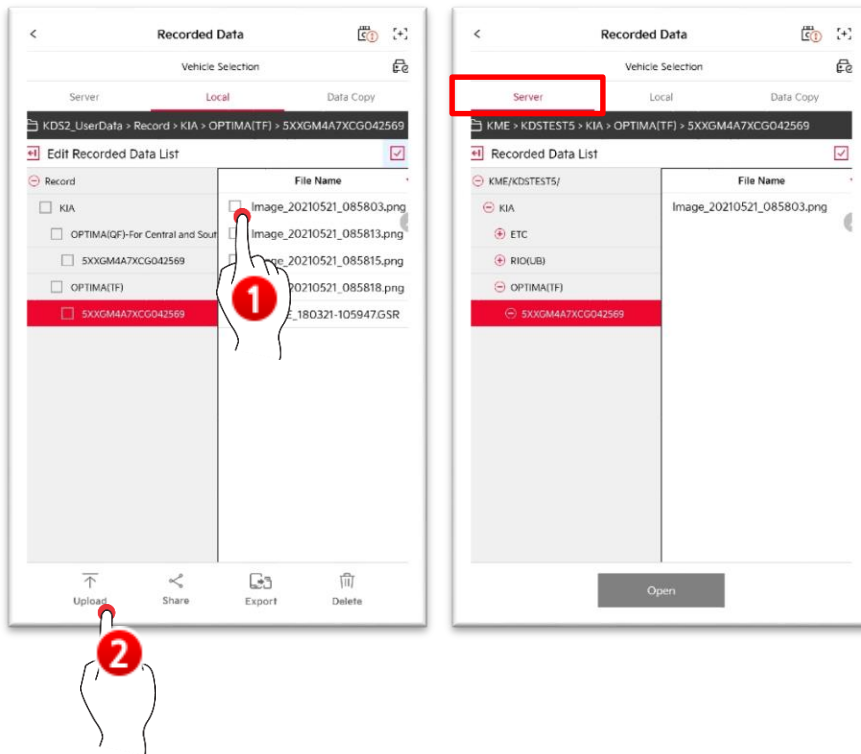 Recorded Data
Vehicle Selection
Server Local Data Copy
KDS2_UserData > Record > KIA > OPTIMA(TF) > 5XXGM4A7XCG042569
Edit Recorded Data List
Record
File Name
KIA
Image_20210521_085803.png
OPTIMA(QF)-For Central and Sout
Image_20210521_085813.png
5XXGM4A7XCG042569
_20210521_085815.png
OPTIMA(TF)
20210521_085818.png
5XXGM4A7XCG042569
E_180321-105947.GSR
1
Upload Share Export Delete
2
Recorded Data
Vehicle Selection
Server Local Data Copy
KME > KDSTEST5 > KIA > OPTIMA(TF) > 5XXGM4A7XCG042569
Recorded Data List
KME/KDSTEST5/
File Name
KIA
Image_20210521_085803.png
ETC
RIO(UB)
OPTIMA(TF)
5XXGM4A7XCG042569
Open